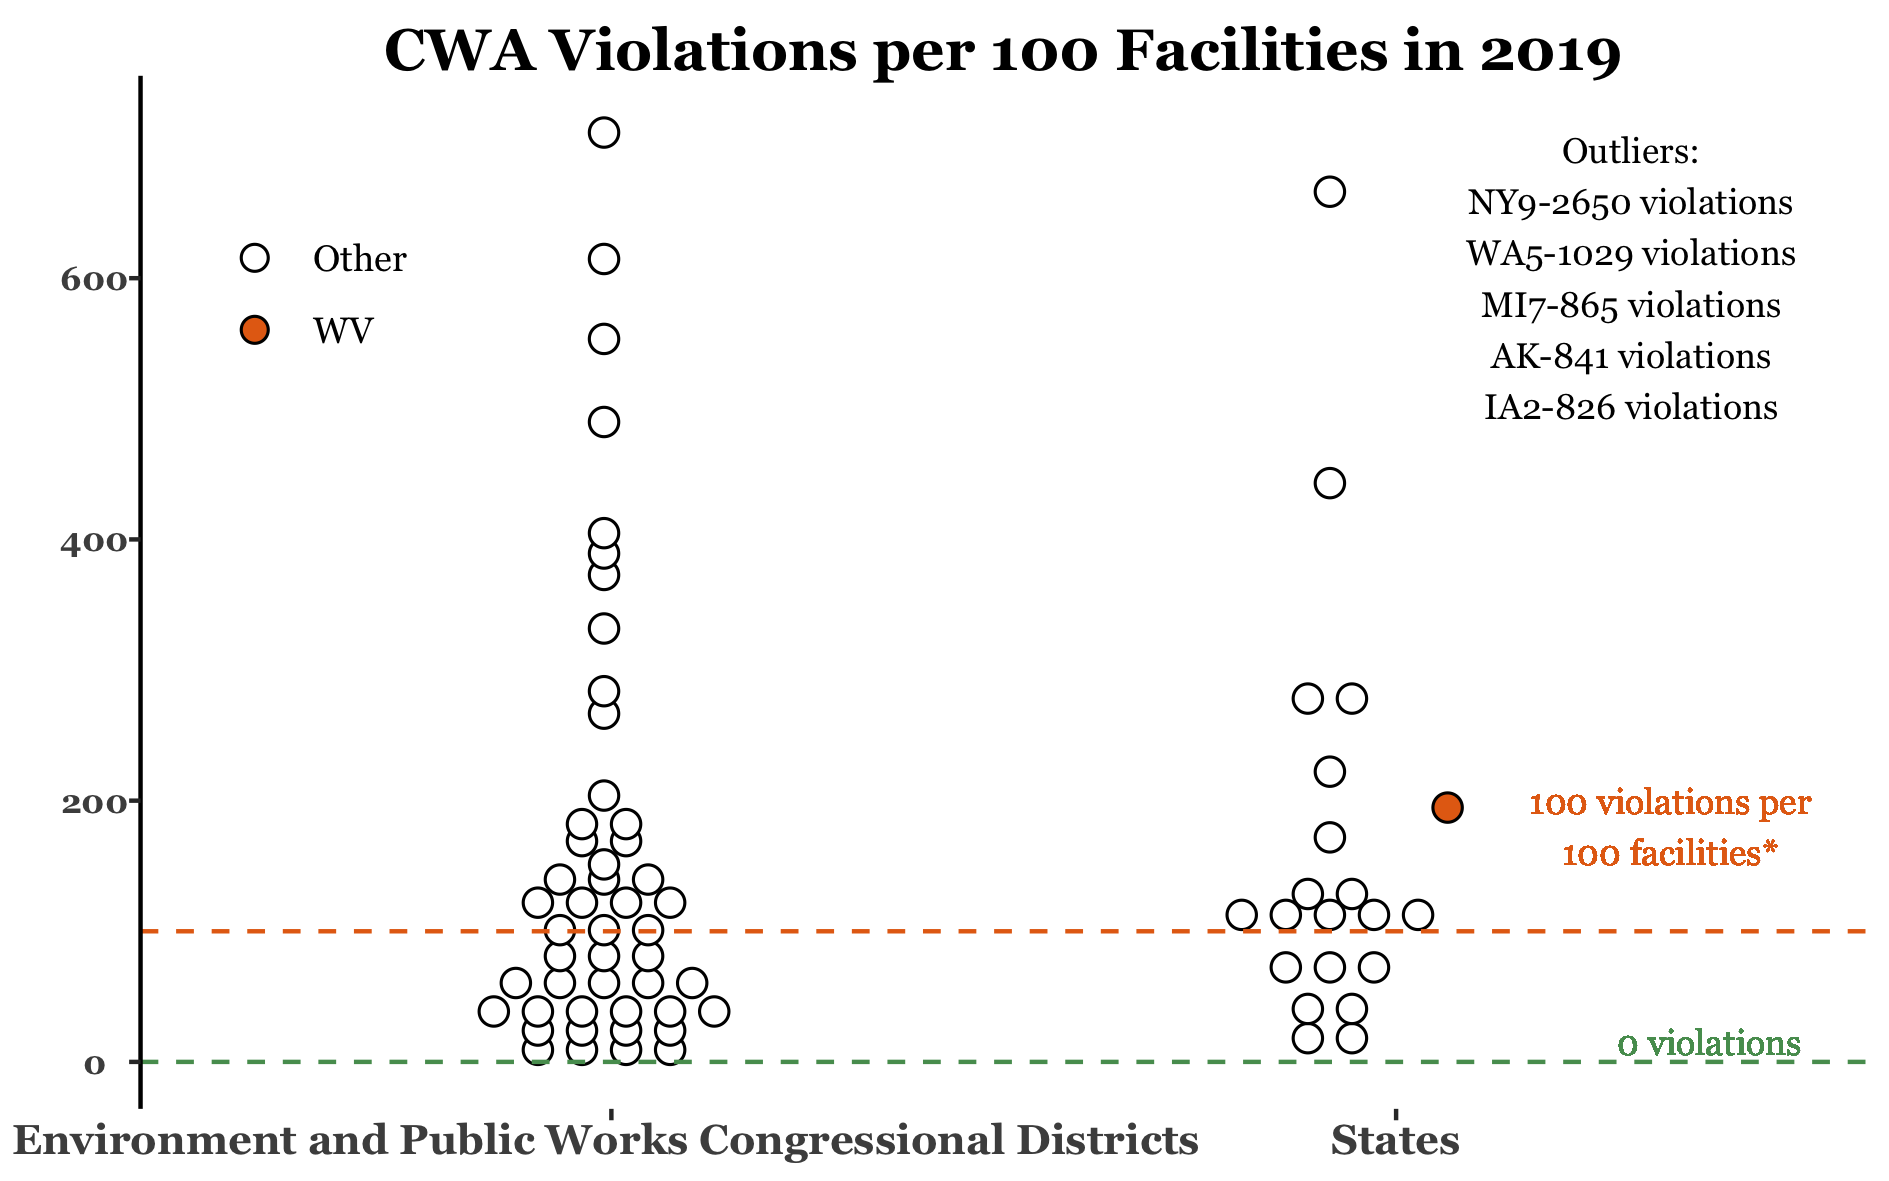 CWA Violations per 100 Facilities in 2019
Outliers:
NY9-2650 violations
WA5-1029 violations
MI7-865 violations
AK-841 violations
IA2-826 violations
Other
WV
600
400
200
0
100 violations per
100 facilities*
0 violations
Environment and Public Works Congressional Districts
States